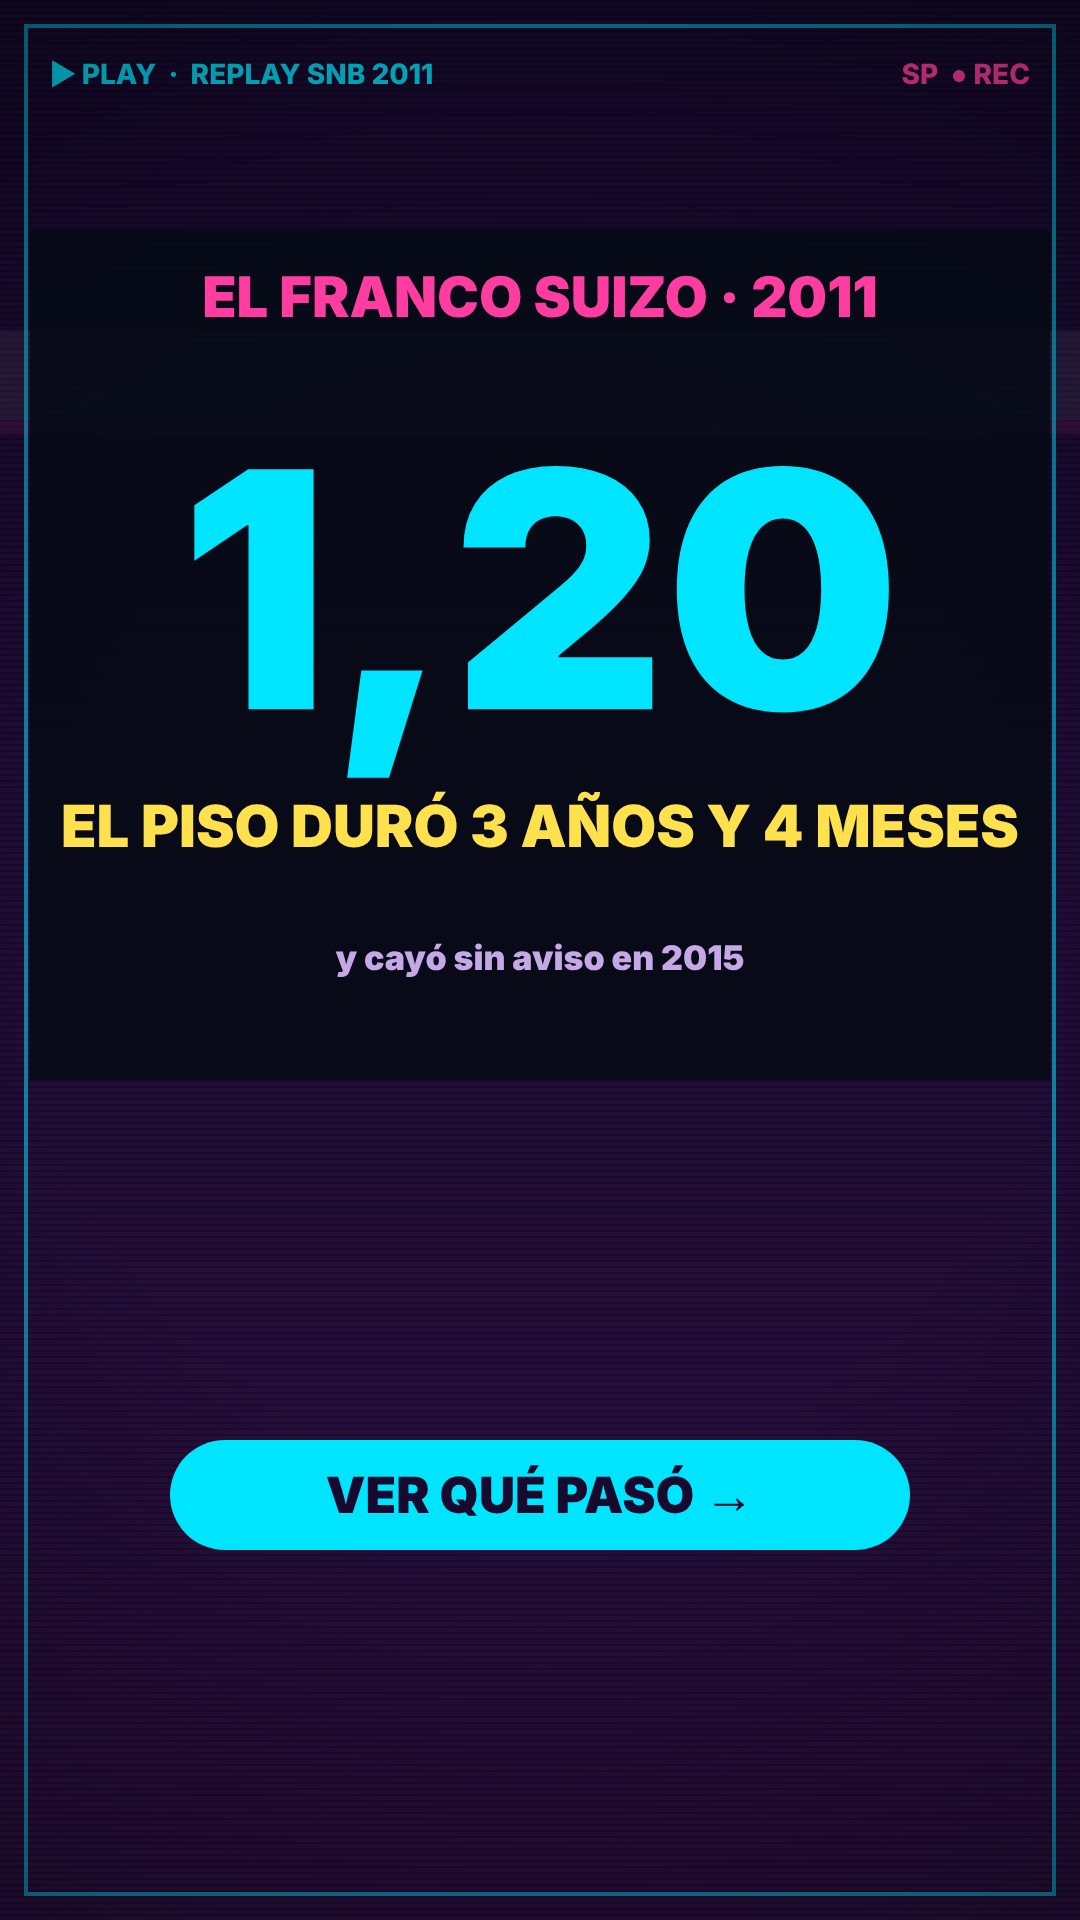 ▶ PLAY · REPLAY SNB 2011
SP ● REC
EL FRANCO SUIZO · 2011
1,20
EL PISO DURÓ 3 AÑOS Y 4 MESES
y cayó sin aviso en 2015
VER QUÉ PASÓ →